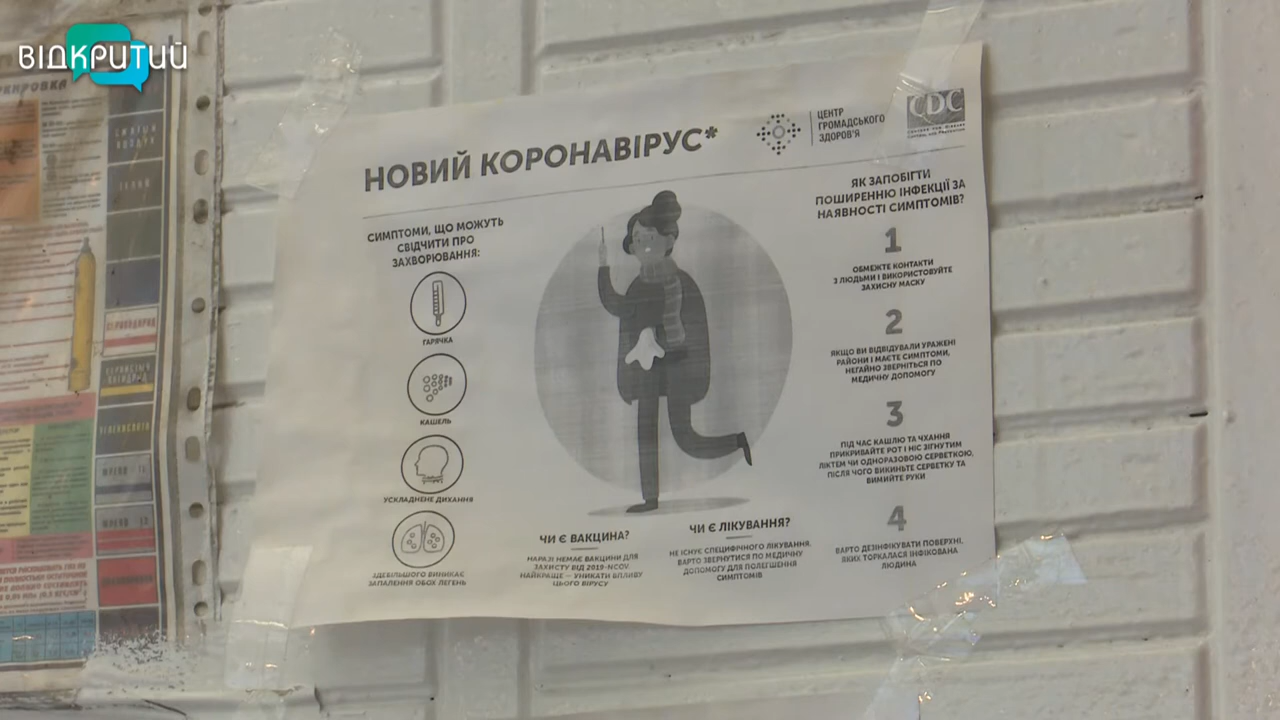 ВІДКРИТИЙ
НОВИЙ КОРОНАВІРУС*
ЦЕНТР
ГРОМАДСЬКОГО
ЗДОРОВ'Я
CDC
СИМПТОМИ, ЩО МОЖУТЬ
СВІДЧИТИ ПРО
ЗАХВОРЮВАННЯ:
ГАРЯЧКА
КАШЕЛЬ
УСКЛАДНЕНЕ ДИХАННЯ
ЗДЕБІЛЬШОГО ВИНИКАЄ
ЗАПАЛЕННЯ ОБОХ ЛЕГЕНЬ
ЧИ Є ВАКЦИНА?
НАРАЗІ НЕМАЄ ВАКЦИНИ ДЛЯ
ЗАХИСТУ ВІД 2019-NCOV.
НАЙКРАЩЕ — УНИКАТИ ВПЛИВУ
ЦЬОГО ВІРУСУ
ЧИ Є ЛІКУВАННЯ?
НЕ ІСНУЄ СПЕЦИФІЧНОГО ЛІКУВАННЯ.
ВАРТО ЗВЕРНУТИСЯ ПО МЕДИЧНУ
ДОПОМОГУ ДЛЯ ПОЛЕГШЕННЯ
СИМПТОМІВ
ЯК ЗАПОБІГТИ
ПОШИРЕННЮ ІНФЕКЦІЇ ЗА
НАЯВНОСТІ СИМПТОМІВ?
1
ОБМЕЖТЕ КОНТАКТИ
З ЛЮДЬМИ І ВИКОРИСТОВУЙТЕ
ЗАХИСНУ МАСКУ
2
ЯКЩО ВИ ВІДВІДУВАЛИ УРАЖЕНІ
РАЙОНИ І МАЄТЕ СИМПТОМИ,
НЕГАЙНО ЗВЕРНІТЬСЯ ПО
МЕДИЧНУ ДОПОМОГУ
3
ПІД ЧАС КАШЛЮ ТА ЧХАННЯ
ПРИКРИВАЙТЕ РОТ І НІС ЗІГНУТИМ
ЛІКТЕМ ЧИ ОДНОРАЗОВОЮ СЕРВЕТКОЮ,
ПІСЛЯ ЧОГО ВИКИНЬТЕ СЕРВЕТКУ ТА
ВИМИЙТЕ РУКИ
4
ВАРТО ДЕЗІНФІКУВАТИ ПОВЕРХНІ,
ЯКИХ ТОРКАЛАСЯ ІНФІКОВАНА
ЛЮДИНА